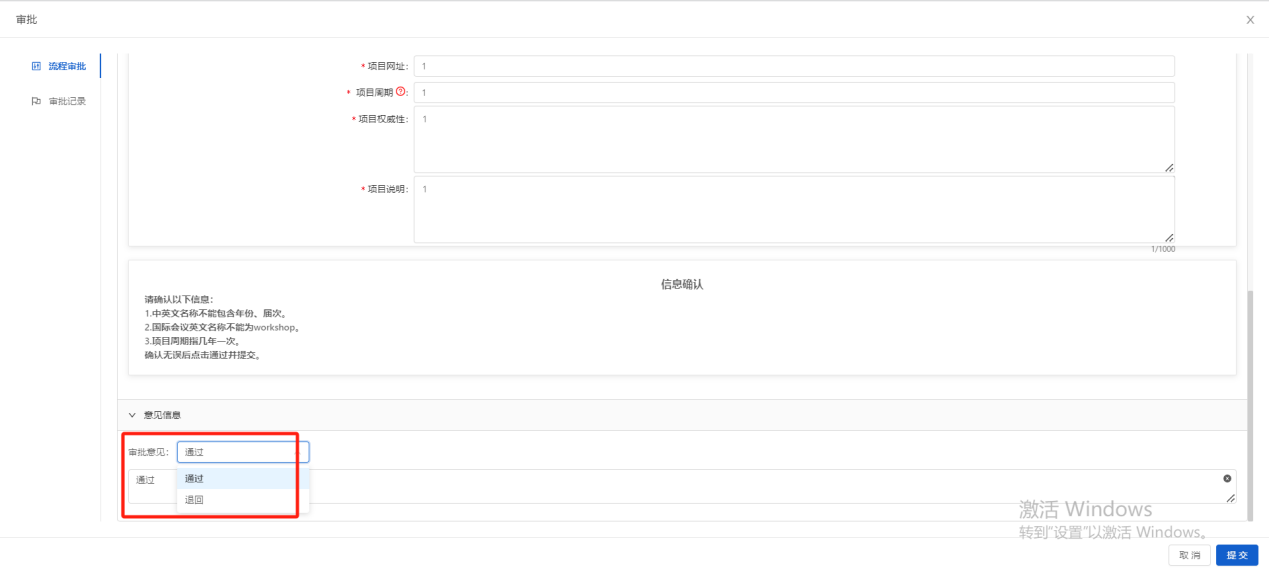 审批
X
流程审批
审批记录
* 项目网址: 1
* 项目周期 ?: 1
* 项目权威性: 1
* 项目说明: 1
1/1000
信息确认
请确认以下信息:
1.中英文名称不能包含年份、届次。
2.国际会议英文名称不能为workshop。
3.项目周期指几年一次。
确认无误后点击通过并提交。
意见信息
审批意见: 通过
通过
通过
退回
激活 Windows
转到"设置"以激活 Windows。
取 消
提 交